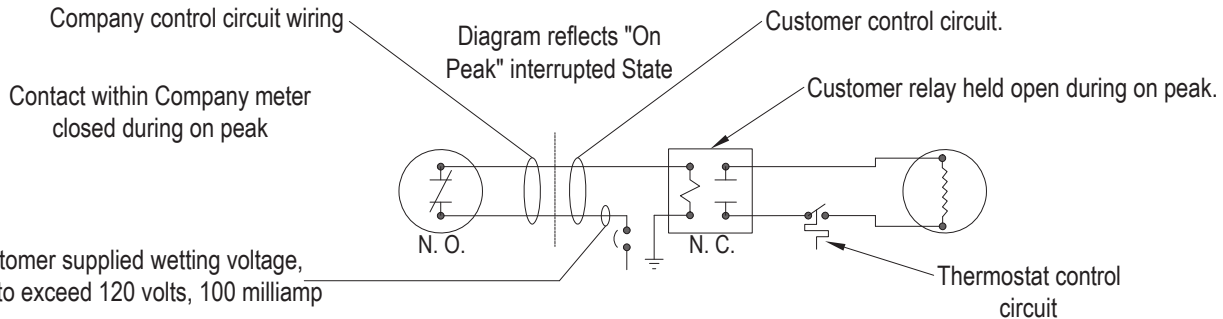 Company control circuit wiring
Diagram reflects "On
Peak" interrupted State
Customer control circuit.
Contact within Company meter
closed during on peak
Customer relay held open during on peak.
N. O.
N. C.
tomer supplied wetting voltage,
to exceed 120 volts, 100 milliamp
Thermostat control
circuit